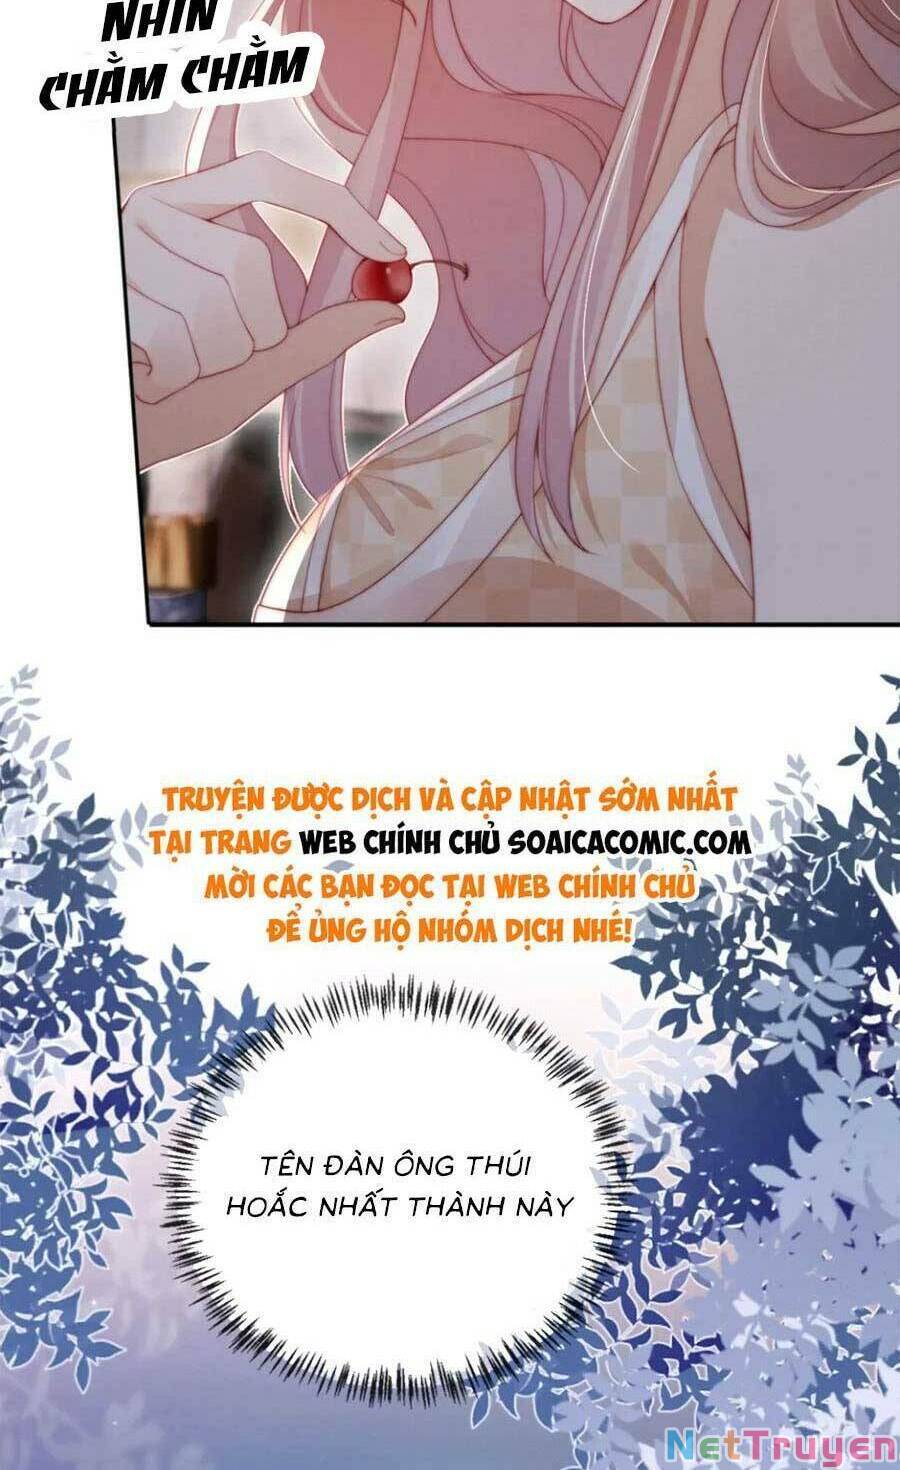 NHÌN
CHẰM CHẰM
TRUYỆN ĐƯỢC DỊCH VÀ CẬP NHẬT SỚM NHẤT
TẠI TRANG WEB CHÍNH CHỦ SOAICACOMIC.COM
MỜI CÁC BẠN ĐỌC TẠI WEB CHÍNH CHỦ
ĐỂ ỦNG HỘ NHÓM DỊCH NHÉ!
TÊN ĐÀN ÔNG THÚI
HOẮC NHẤT THÀNH NÀY
NetTruyen